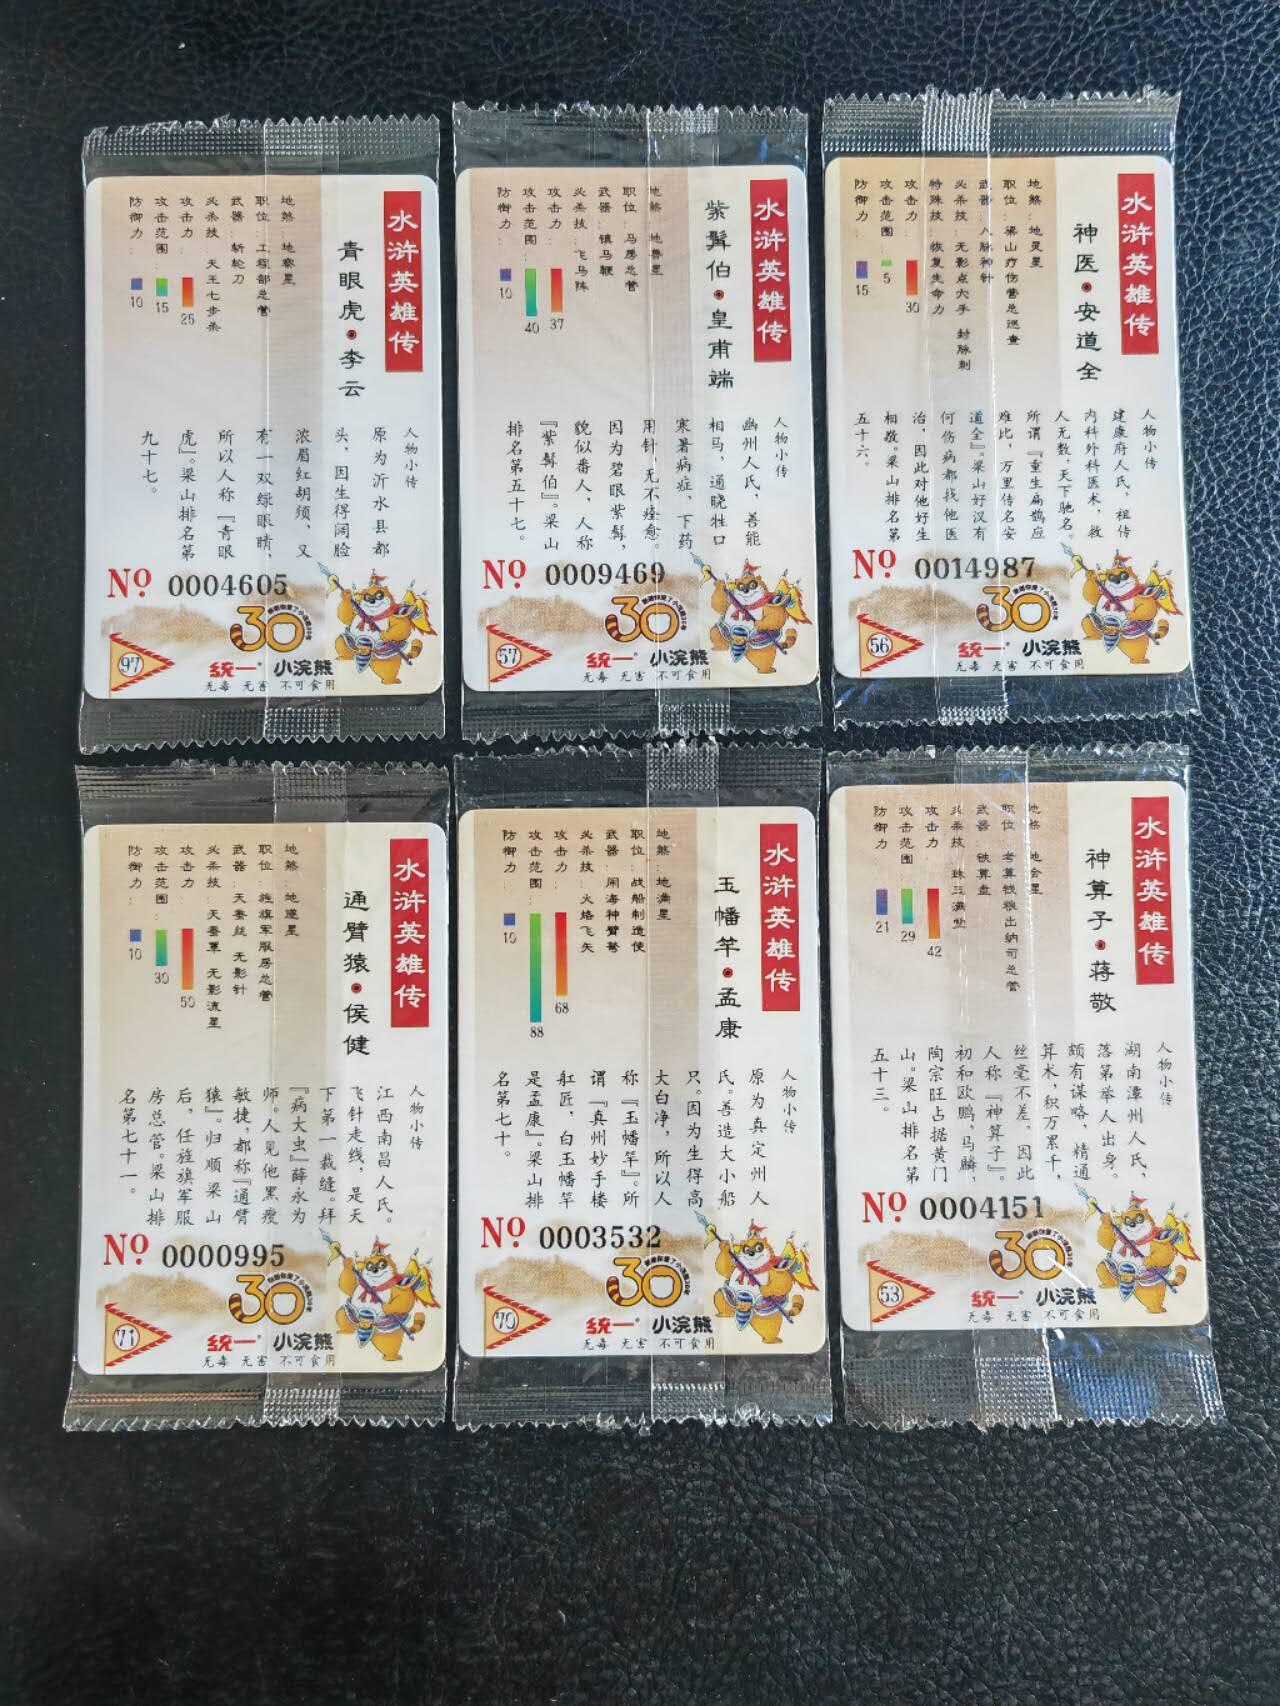 水浒英雄传
青眼虎·李云
地煞：地察星
职位：工程部总管
武器：斩轮刀
必杀技：天王七步杀
攻击力：25
攻击范围：15
防御力：10
人物小传
原为沂水县都
头，因生得阔脸
浓眉红胡须，又
有一双绿眼睛，
所以人称『青眼
虎』。梁山排名第
九十七。
No 0004605
30
97
统一 小浣熊
无毒 无害 不可食用
水浒英雄传
紫髯伯·皇甫端
地煞：地兽星
职位：马房总管
武器：镇马鞭
必杀技：飞马阵
攻击力：37
攻击范围：40
防御力：10
人物小传
幽州人氏，善能
相马，通晓牲口
寒暑病症，下药
用针，无不痊愈。
因为碧眼紫髯，
貌似番人，人称
『紫髯伯』。梁山
排名第五十七。
No 0009469
30
57
统一 小浣熊
无毒 无害 不可食用
水浒英雄传
神医·安道全
地煞：地灵星
职位：梁山疗伤营总巡查
武器：八脉神针
必杀技：无影点穴手 封脉刺
特殊技：恢复生命力
攻击力：30
攻击范围：5
防御力：15
人物小传
建康府人氏，祖传
内科外科医术，救
人无数，天下驰名。
所谓『重生扁鹊应
难比，万里传名安
道全』。梁山好汉有
何伤病都找他医
治，因此对他好生
相敬。梁山排名第
五十六。
No 0014987
30
56
统一 小浣熊
无毒 无害 不可食用
水浒英雄传
通臂猿·侯健
地煞：地遂星
职位：旌旗军服房总管
武器：天蚕丝 无影针
必杀技：天蚕罩 无影流星
攻击力：50
攻击范围：30
防御力：10
人物小传
江西南昌人氏。
飞针走线，是天
下第一裁缝。拜
『病大虫』薛永为
师。人见他黑瘦
敏捷，都称『通臂
猿』。归顺梁山
后，任旌旗军服
房总管。梁山排
名第七十一。
No 0000995
30
71
统一 小浣熊
无毒 无害 不可食用
水浒英雄传
玉幡竿·孟康
地煞：地满星
职位：战船制造使
武器：闹海神臂弩
必杀技：火烙飞矢
攻击力：68
攻击范围：88
防御力：10
人物小传
原为真定州人
氏。善造大小船
只。因为生得高
大白净，所以人
称『玉幡竿』。所
谓『真州妙手楼
舡匠，白玉幡竿
是孟康』。梁山排
名第七十。
No 0003532
30
70
统一 小浣熊
无毒 无害 不可食用
水浒英雄传
神算子·蒋敬
地煞：地会星
职位：考算钱粮出纳司总管
武器：铁算盘
必杀技：珠玉满堂
攻击力：42
攻击范围：29
防御力：21
人物小传
湖南潭州人氏，
落第举人出身。
颇有谋略，精通
算术，积万累千，
丝毫不差。因此
人称『神算子』。
初和欧鹏，马麟，
陶宗旺占据黄门
山。梁山排名第
五十三。
No 0004151
30
53
统一 小浣熊
无毒 无害 不可食用